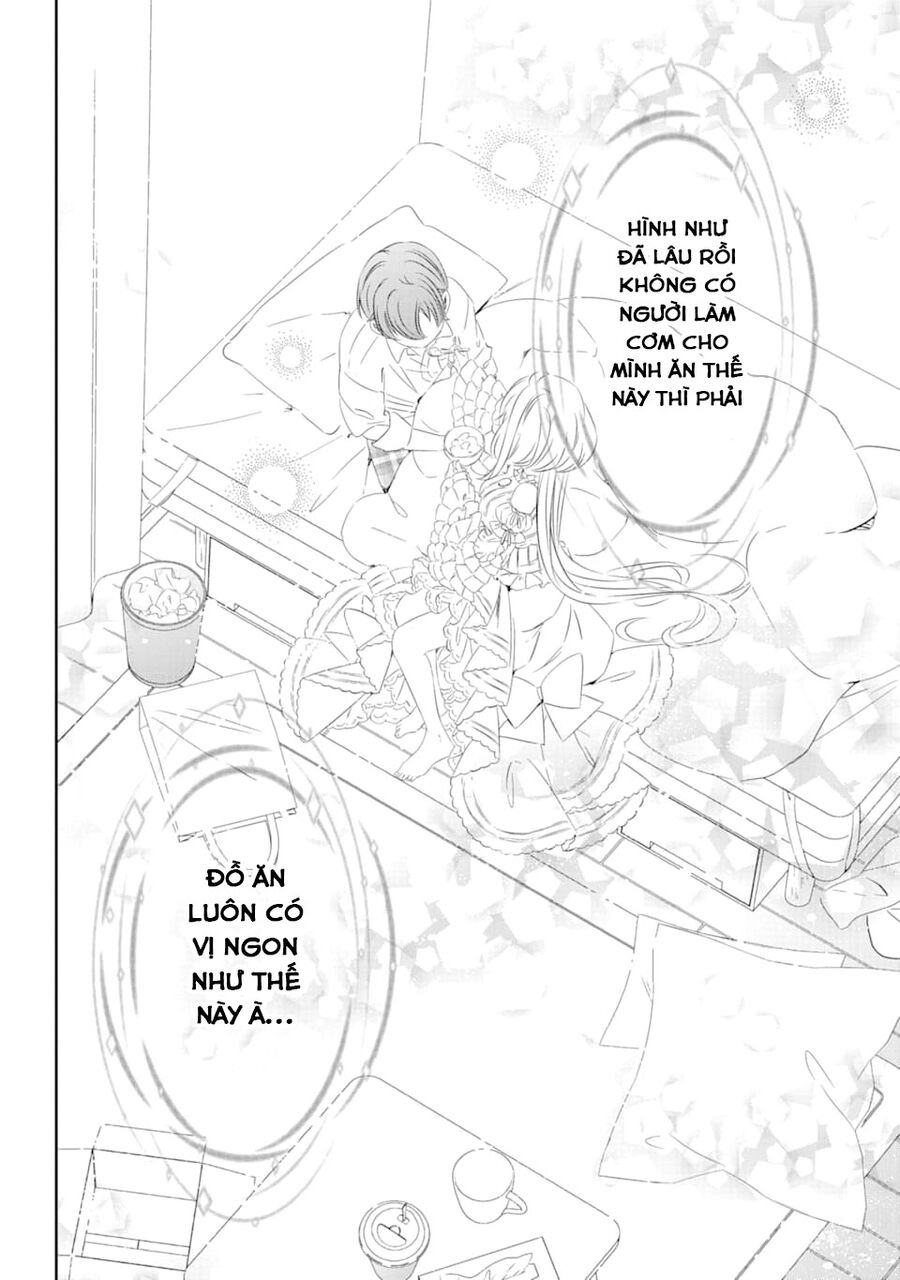 HÌNH NHƯ
ĐÃ LÂU RỒI
KHÔNG CÓ
NGƯỜI LÀM
CƠM CHO
MÌNH ĂN THẾ
NÀY THÌ PHẢI
ĐỒ ĂN
LUÔN CÓ
VỊ NGON
NHƯ THẾ
NÀY À...